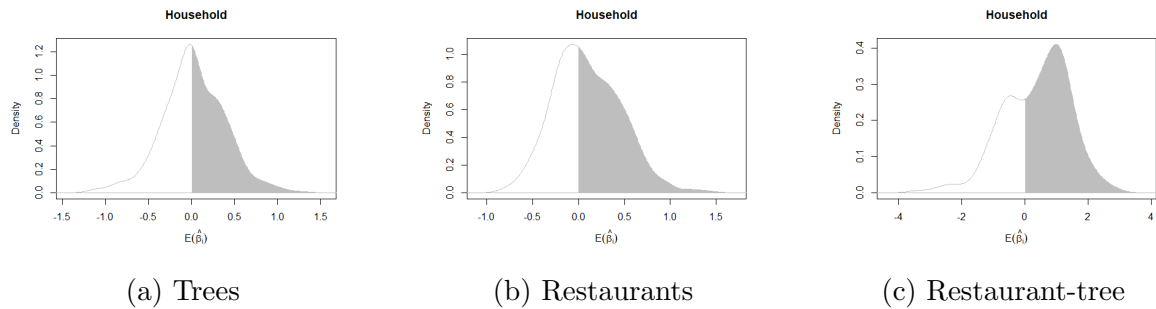 Household
Density
0.0 0.2 0.4 0.6 0.8 1.0 1.2
-1.5 -1.0 -0.5 0.0 0.5 1.0 1.5
E(β̂ᵢ)
(a) Trees
Household
Density
0.0 0.2 0.4 0.6 0.8 1.0
-1.0 -0.5 0.0 0.5 1.0 1.5
E(β̂ᵢ)
(b) Restaurants
Household
Density
0.0 0.1 0.2 0.3 0.4
-4 -2 0 2 4
E(β̂ᵢ)
(c) Restaurant-tree